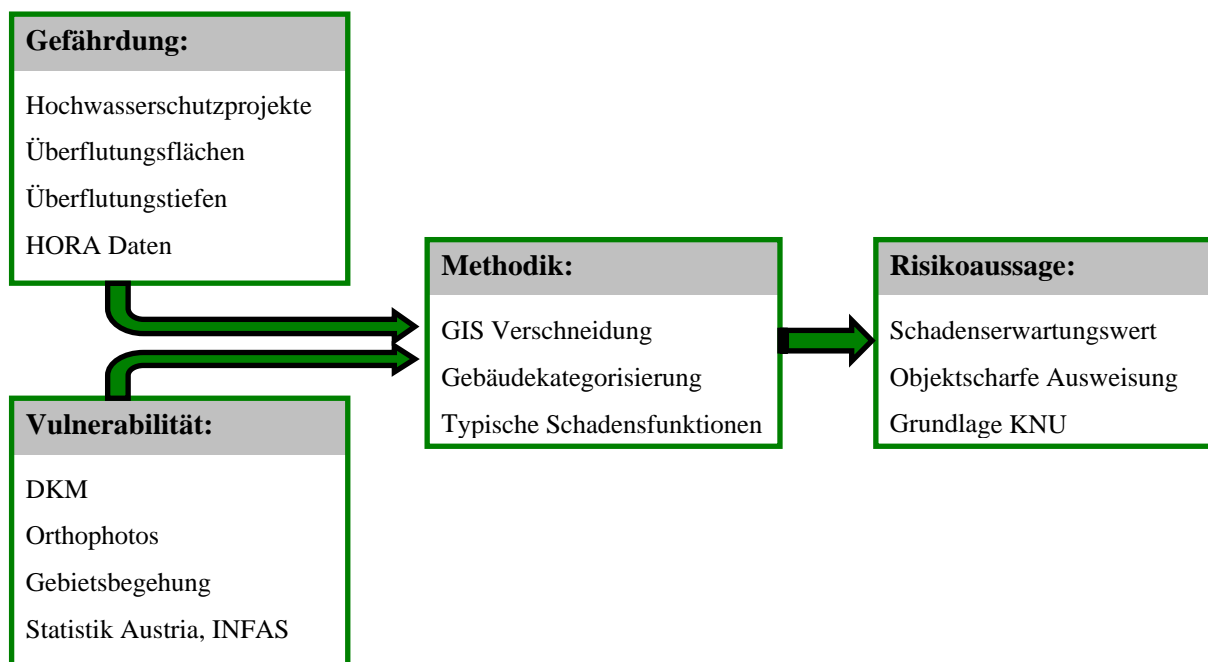 Gefährdung:
Hochwasserschutzprojekte
Überflutungsflächen
Überflutungstiefen
HORA Daten
Vulnerabilität:
DKM
Orthophotos
Gebietsbegehung
Statistik Austria, INFAS
Methodik:
GIS Verschneidung
Gebäudekategorisierung
Typische Schadensfunktionen
Risikoaussage:
Schadenserwartungswert
Objektscharfe Ausweisung
Grundlage KNU